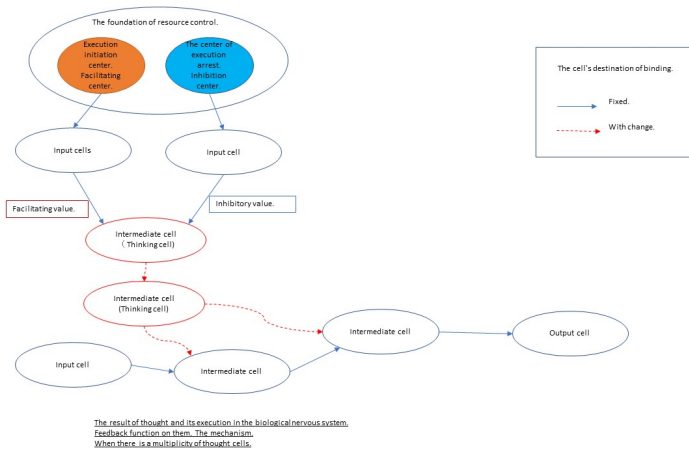 The foundation of resource control.
Execution
initiation
center.
Facilitating
center.
The center of
execution
arrest.
Inhibition
center.
The cell's destination of binding.
Fixed.
With change.
Input cells
Input cell
Facilitating value.
Inhibitory value.
Intermediate cell
( Thinking cell)
Intermediate cell
(Thinking cell)
Intermediate cell
Output cell
Input cell
Intermediate cell
The result of thought and its execution in the biological nervous system.
Feedback function on them. The mechanism.
When there is a multiplicity of thought cells.